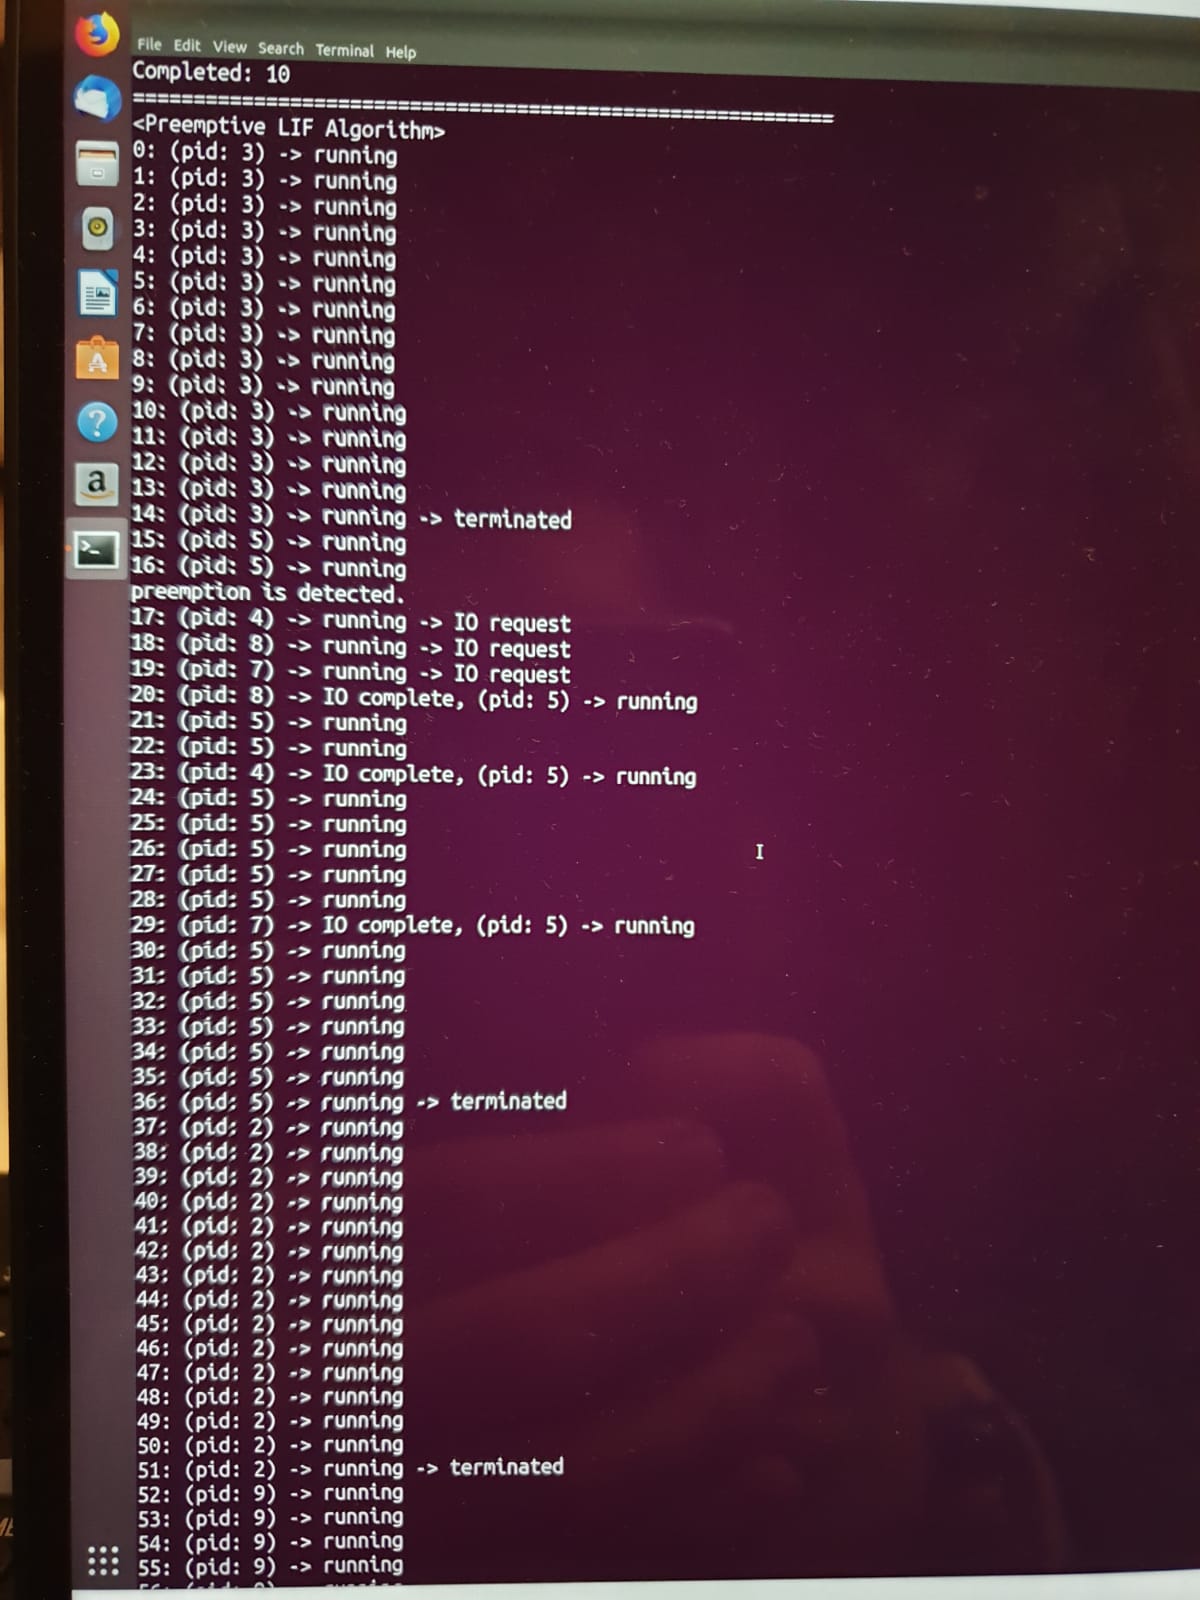 File Edit View Search Terminal Help
Completed: 10
======================================================================
<Preemptive LIF Algorithm>
0: (pid: 3) -> running
1: (pid: 3) -> running
2: (pid: 3) -> running
3: (pid: 3) -> running
4: (pid: 3) -> running
5: (pid: 3) -> running
6: (pid: 3) -> running
7: (pid: 3) -> running
8: (pid: 3) -> running
9: (pid: 3) -> running
10: (pid: 3) -> running
11: (pid: 3) -> running
12: (pid: 3) -> running
13: (pid: 3) -> running
14: (pid: 3) -> running -> terminated
15: (pid: 5) -> running
16: (pid: 5) -> running
preemption is detected.
17: (pid: 4) -> running -> IO request
18: (pid: 8) -> running -> IO request
19: (pid: 7) -> running -> IO request
20: (pid: 8) -> IO complete, (pid: 5) -> running
21: (pid: 5) -> running
22: (pid: 5) -> running
23: (pid: 4) -> IO complete, (pid: 5) -> running
24: (pid: 5) -> running
25: (pid: 5) -> running
26: (pid: 5) -> running
27: (pid: 5) -> running
28: (pid: 5) -> running
29: (pid: 7) -> IO complete, (pid: 5) -> running
30: (pid: 5) -> running
31: (pid: 5) -> running
32: (pid: 5) -> running
33: (pid: 5) -> running
34: (pid: 5) -> running
35: (pid: 5) -> running
36: (pid: 5) -> running -> terminated
37: (pid: 2) -> running
38: (pid: 2) -> running
39: (pid: 2) -> running
40: (pid: 2) -> running
41: (pid: 2) -> running
42: (pid: 2) -> running
43: (pid: 2) -> running
44: (pid: 2) -> running
45: (pid: 2) -> running
46: (pid: 2) -> running
47: (pid: 2) -> running
48: (pid: 2) -> running
49: (pid: 2) -> running
50: (pid: 2) -> running
51: (pid: 2) -> running -> terminated
52: (pid: 9) -> running
53: (pid: 9) -> running
54: (pid: 9) -> running
55: (pid: 9) -> running